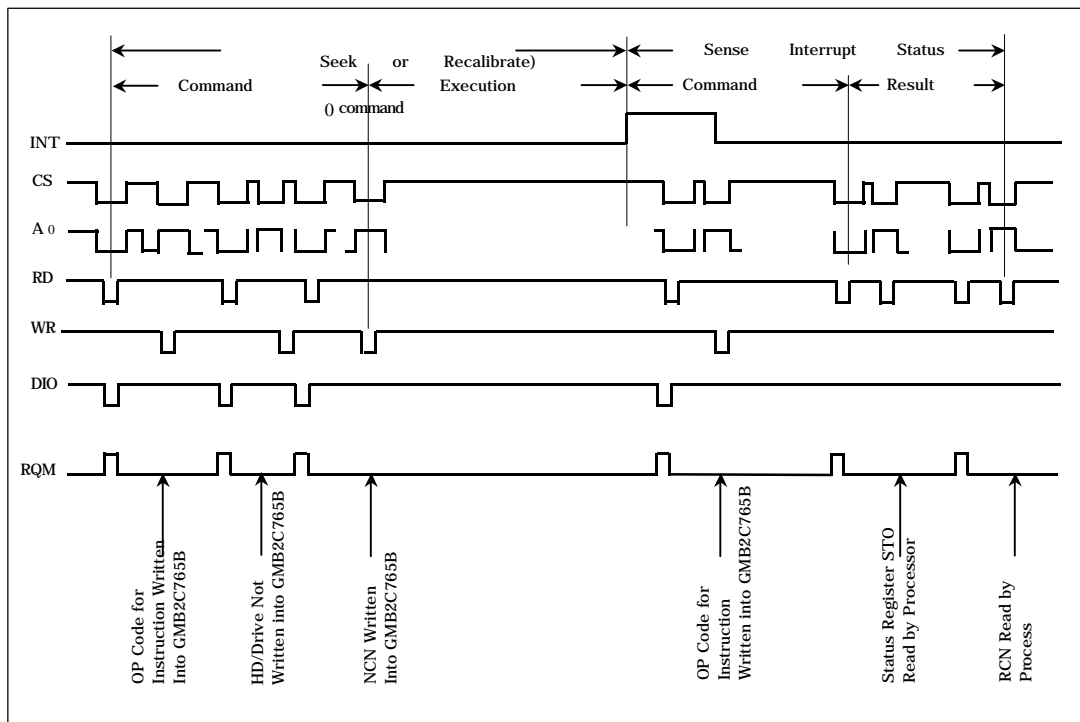 Sense Interrupt Status
Seek or Recalibrate)
Command Execution Command Result
() command
INT
CS
A 0
RD
WR
DIO
RQM
OP Code for
Instruction Written
Into GMB2C765B
HD/Drive Not
Written into GMB2C765B
NCN Written
Into GMB2C765B
OP Code for
Instruction
Written into GMB2C765B
Status Register STO
Read by Processor
RCN Read by
Process